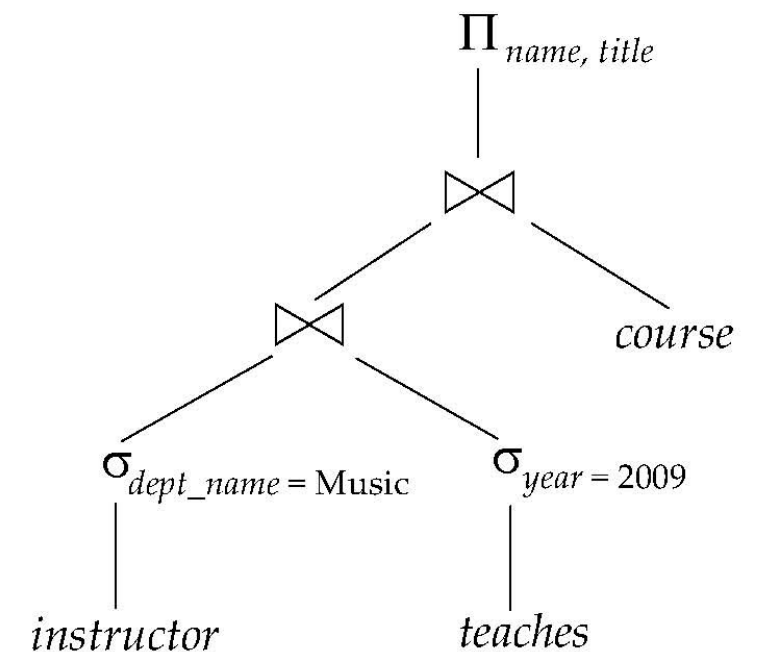 Π name, title
⋈
⋈
course
σ dept_name = Music
σ year = 2009
instructor
teaches